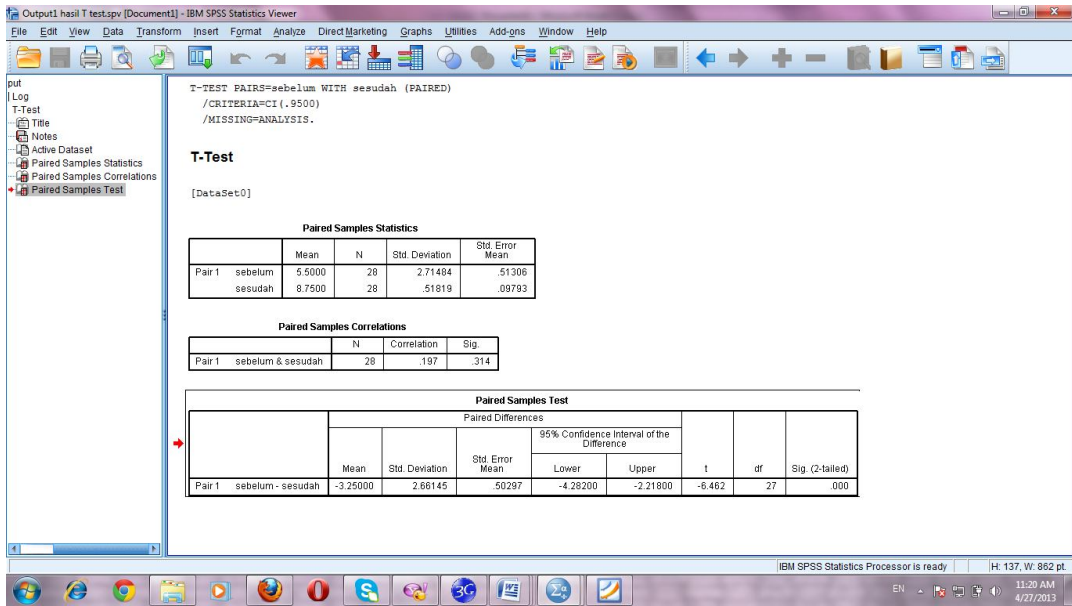 Output1 hasil T test.spv [Document1] - IBM SPSS Statistics Viewer
File Edit View Data Transform Insert Format Analyze Direct Marketing Graphs Utilities Add-ons Window Help
put
Log
T-Test
Title
Notes
Active Dataset
Paired Samples Statistics
Paired Samples Correlations
Paired Samples Test
T-TEST PAIRS=sebelum WITH sesudah (PAIRED)
/CRITERIA=CI(.9500)
/MISSING=ANALYSIS.
T-Test
[DataSet0]
Paired Samples Statistics
Mean N Std. Deviation Std. Error Mean
Pair 1 sebelum 5.5000 28 2.71484 .51306
sesudah 8.7500 28 .51819 .09793
Paired Samples Correlations
N Correlation Sig.
Pair 1 sebelum & sesudah 28 .197 .314
Paired Samples Test
Paired Differences
95% Confidence Interval of the Difference
Mean Std. Deviation Std. Error Mean Lower Upper t df Sig. (2-tailed)
Pair 1 sebelum - sesudah -3.25000 2.66145 .50297 -4.28200 -2.21800 -6.462 27 .000
IBM SPSS Statistics Processor is ready H: 137, W: 862 pt.
3G
EN
11:20 AM
4/27/2013